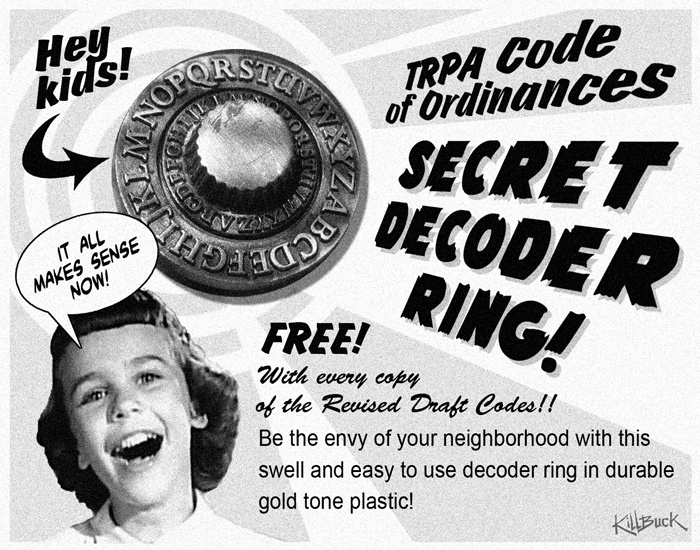 Hey
kids!
TRPA Code
of Ordinances
SECRET
DECODER
RING!
NOPQRSTUVWXYZABCDEFGHIJKLM
IT ALL
MAKES SENSE
NOW!
FREE!
With every copy
of the Revised Draft Codes!!
Be the envy of your neighborhood with this
swell and easy to use decoder ring in durable
gold tone plastic!
KILLBUCK